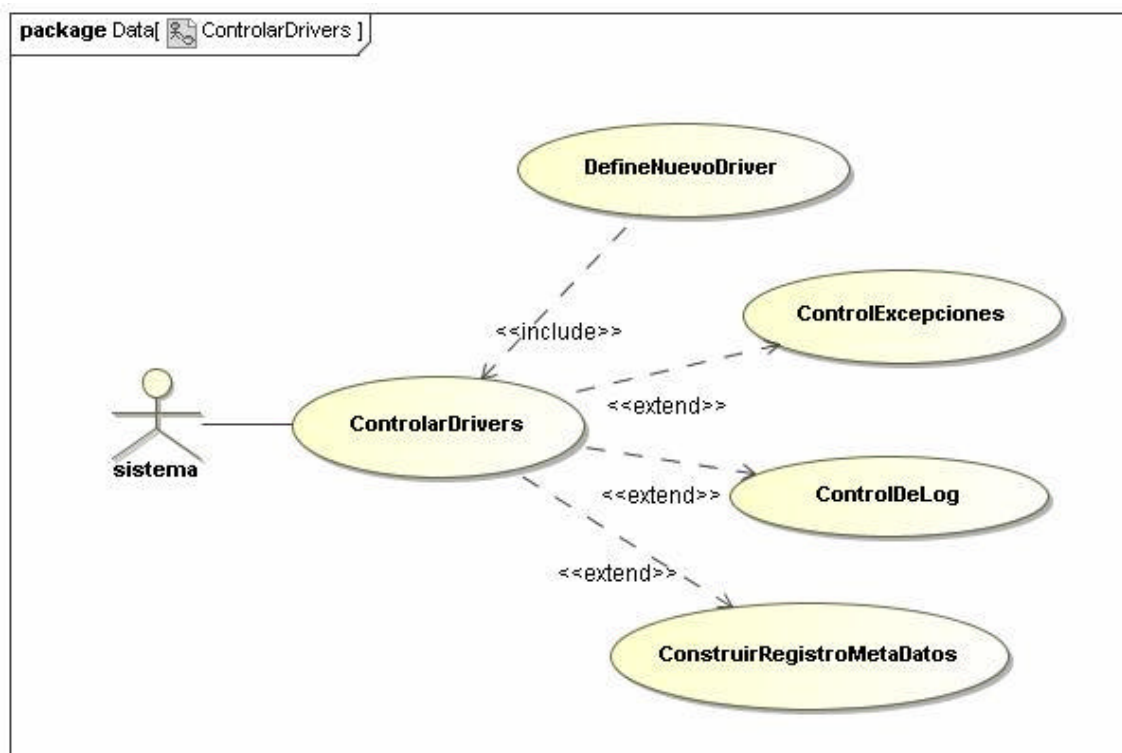 package Data[ ControlarDrivers ]
DefineNuevoDriver
ControlExcepciones
<<include>>
<<extend>>
ControlarDrivers
sistema
<<extend>>
ControlDeLog
<<extend>>
ConstruirRegistroMetaDatos